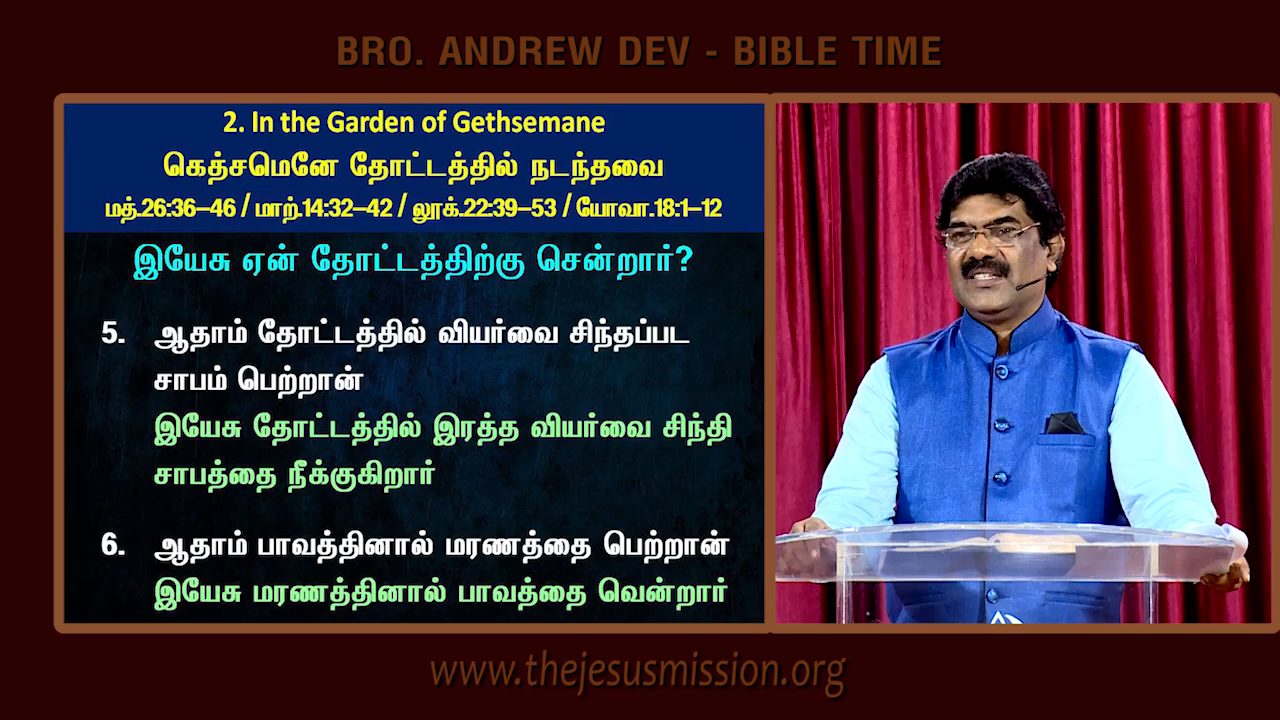 BRO. ANDREW DEV - BIBLE TIME
2. In the Garden of Gethsemane
கெத்சமெனே தோட்டத்தில் நடந்தவை
மத்.26:36–46 / மாற்.14:32–42 / லூக்.22:39–53 / யோவா.18:1–12
இயேசு ஏன் தோட்டத்திற்கு சென்றார்?
5. ஆதாம் தோட்டத்தில் வியர்வை சிந்தப்பட
சாபம் பெற்றான்
இயேசு தோட்டத்தில் இரத்த வியர்வை சிந்தி
சாபத்தை நீக்குகிறார்
6. ஆதாம் பாவத்தினால் மரணத்தை பெற்றான்
இயேசு மரணத்தினால் பாவத்தை வென்றார்
www.thejesusmission.org